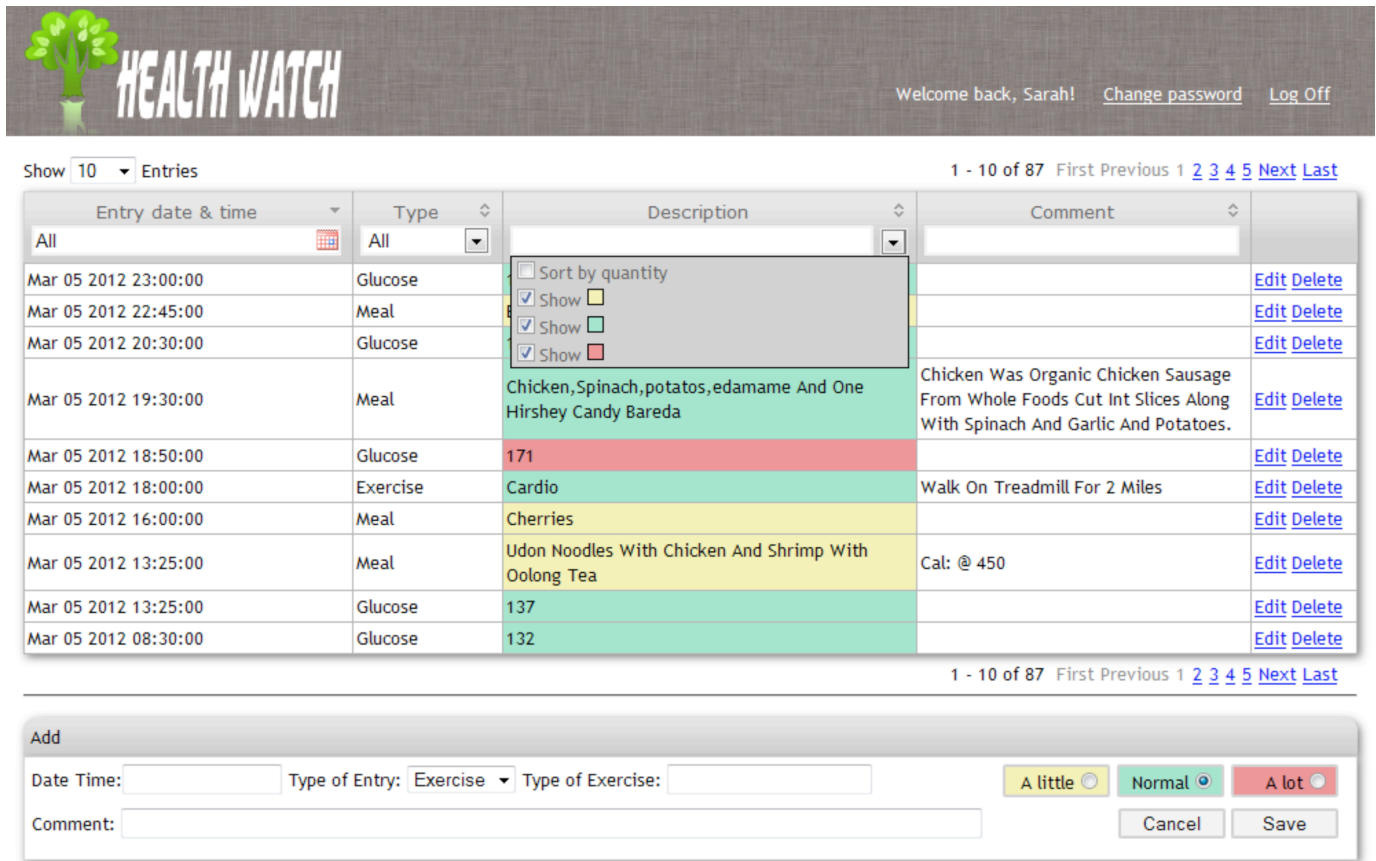 HEALTH WATCH
Welcome back, Sarah! Change password Log Off
Show 10 Entries 1 - 10 of 87 First Previous 1 2 3 4 5 Next Last
Entry date & time Type Description Comment
All All
Sort by quantity
Show
Show
Show
Mar 05 2012 23:00:00 Glucose Edit Delete
Mar 05 2012 22:45:00 Meal Edit Delete
Mar 05 2012 20:30:00 Glucose Edit Delete
Mar 05 2012 19:30:00 Meal Chicken,Spinach,potatos,edamame And One
Hirshey Candy Bareda
Chicken Was Organic Chicken Sausage
From Whole Foods Cut Int Slices Along
With Spinach And Garlic And Potatoes.
Edit Delete
Mar 05 2012 18:50:00 Glucose 171 Edit Delete
Mar 05 2012 18:00:00 Exercise Cardio Walk On Treadmill For 2 Miles Edit Delete
Mar 05 2012 16:00:00 Meal Cherries Edit Delete
Mar 05 2012 13:25:00 Meal Udon Noodles With Chicken And Shrimp With
Oolong Tea
Cal: @ 450 Edit Delete
Mar 05 2012 13:25:00 Glucose 137 Edit Delete
Mar 05 2012 08:30:00 Glucose 132 Edit Delete
1 - 10 of 87 First Previous 1 2 3 4 5 Next Last
Add
Date Time: Type of Entry: Exercise Type of Exercise: A little Normal A lot
Comment: Cancel Save